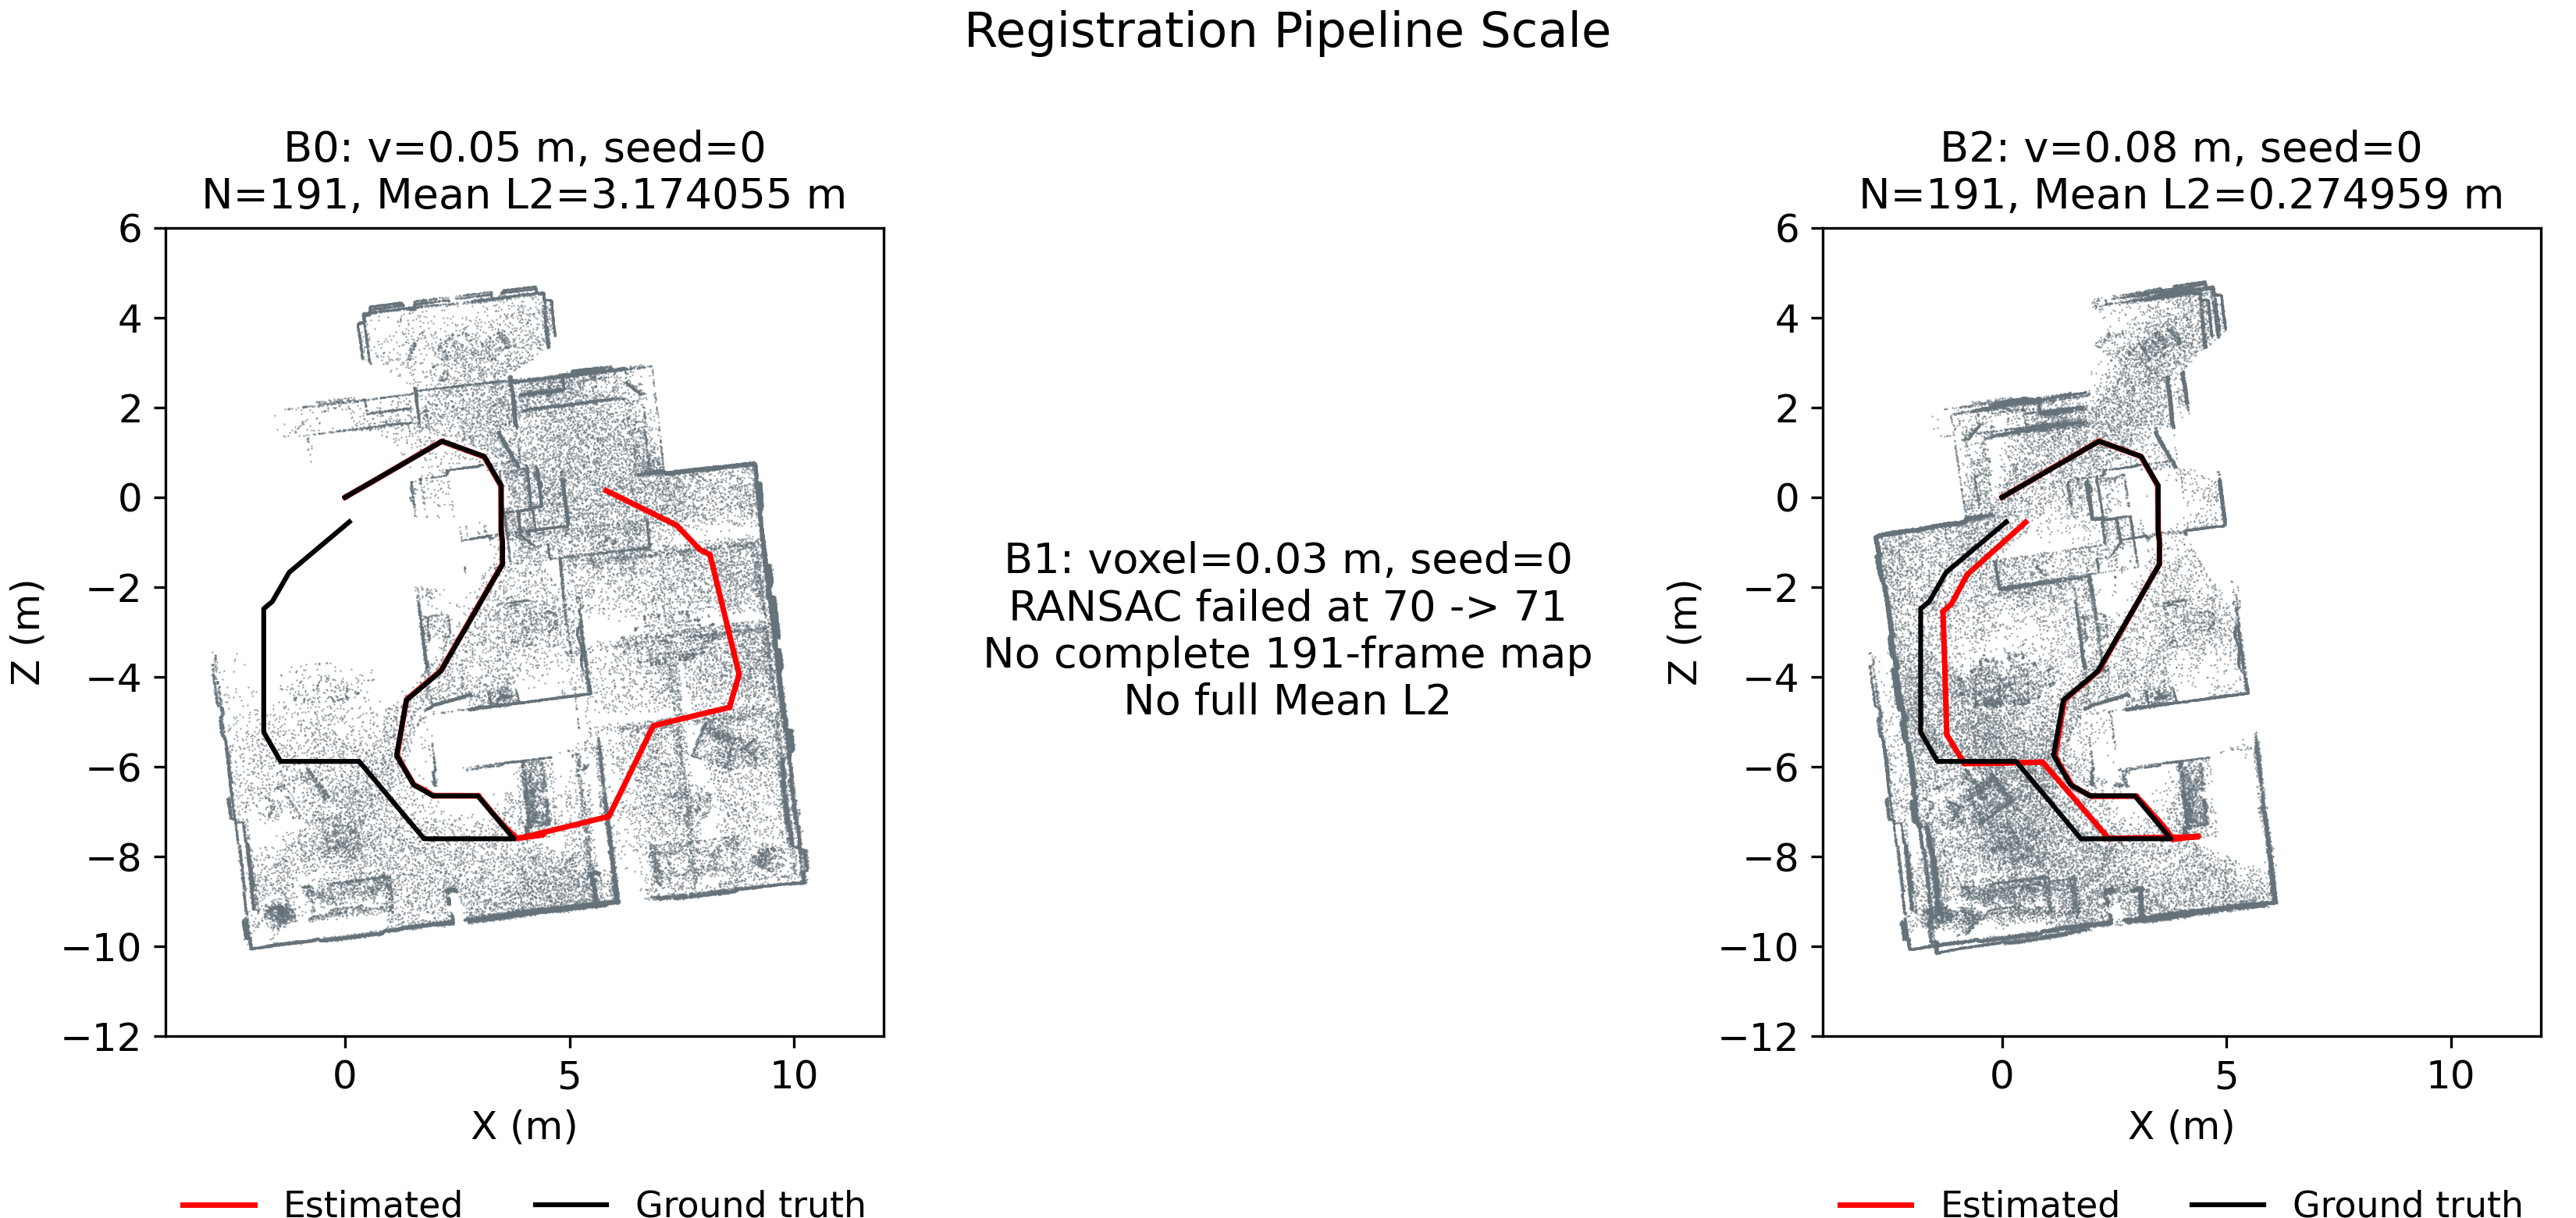 Registration Pipeline Scale
B0: v=0.05 m, seed=0
N=191, Mean L2=3.174055 m
6
4
2
0
−2
−4
−6
−8
−10
−12
Z (m)
0 5 10
X (m)
Estimated Ground truth
B1: voxel=0.03 m, seed=0
RANSAC failed at 70 -> 71
No complete 191-frame map
No full Mean L2
B2: v=0.08 m, seed=0
N=191, Mean L2=0.274959 m
6
4
2
0
−2
−4
−6
−8
−10
−12
Z (m)
0 5 10
X (m)
Estimated Ground truth